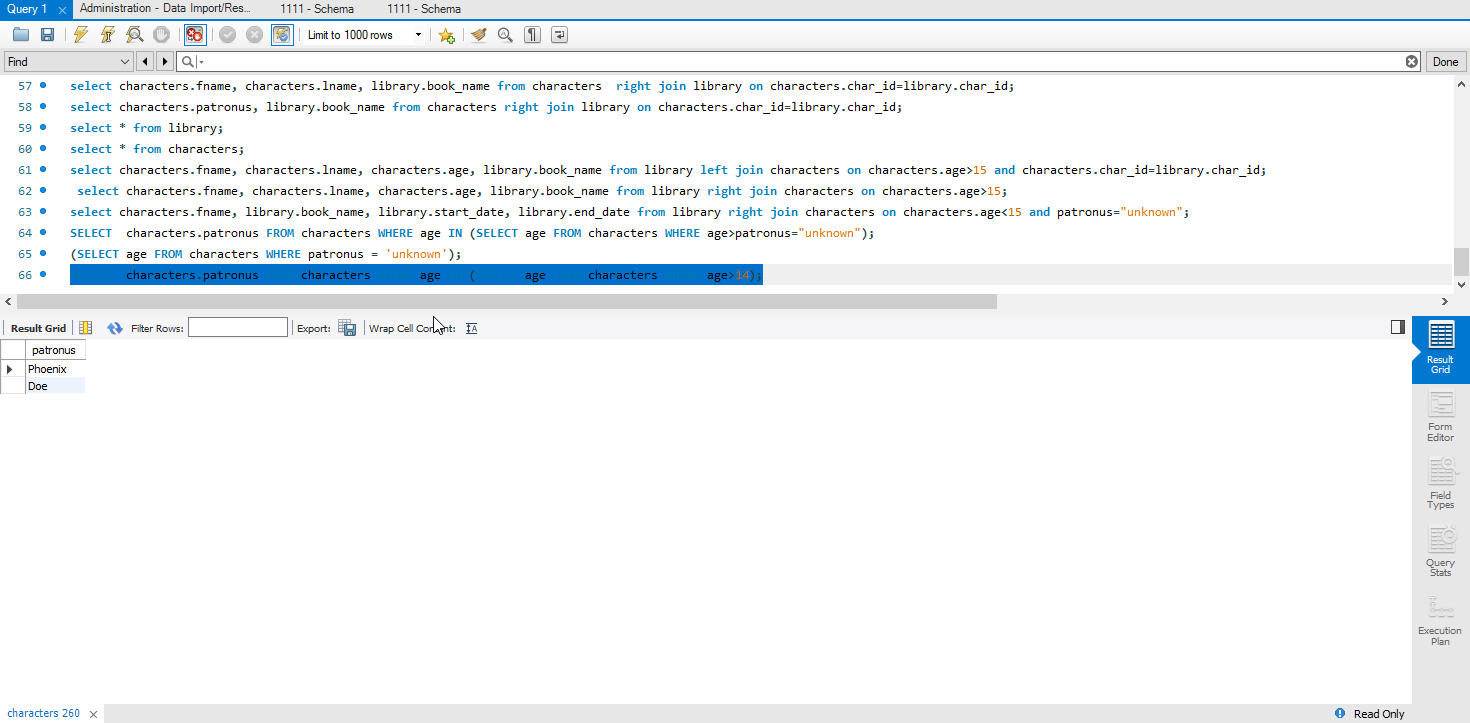 Query 1 Administration - Data Import/Res... 1111 - Schema 1111 - Schema
Limit to 1000 rows
Find Done
57 select characters.fname, characters.lname, library.book_name from characters  right join library on characters.char_id=library.char_id;
58 select characters.patronus, library.book_name from characters right join library on characters.char_id=library.char_id;
59 select * from library;
60 select * from characters;
61 select characters.fname, characters.lname, characters.age, library.book_name from library left join characters on characters.age>15 and characters.char_id=library.char_id;
62 select characters.fname, characters.lname, characters.age, library.book_name from library right join characters on characters.age>15;
63 select characters.fname, library.book_name, library.start_date, library.end_date from library right join characters on characters.age<15 and patronus="unknown";
64 SELECT  characters.patronus FROM characters WHERE age IN (SELECT age FROM characters WHERE age>patronus="unknown");
65 (SELECT age FROM characters WHERE patronus = 'unknown');
66 characters.patronus characters age ( age characters age>14);
Result Grid Filter Rows: Export: Wrap Cell Content:
patronus
Phoenix
Doe
Result
Grid
Form
Editor
Field
Types
Query
Stats
Execution
Plan
characters 260 Read Only